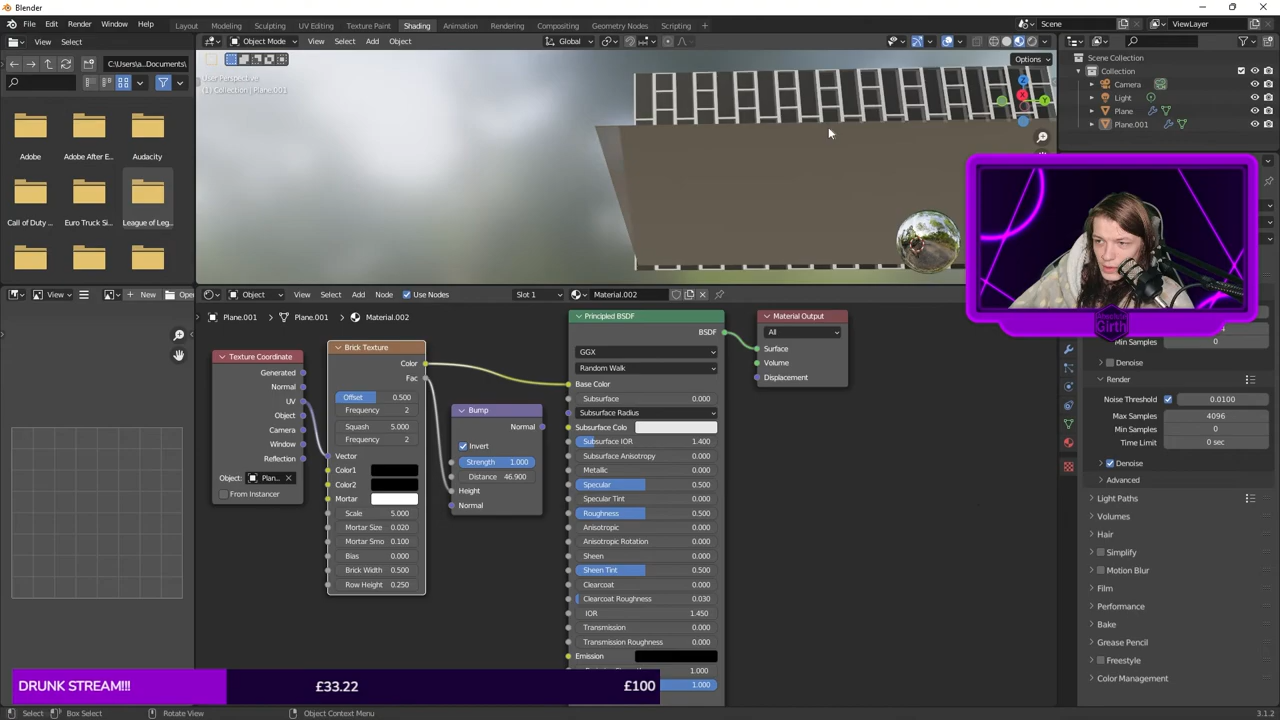 Blender
File Edit Render Window Help Layout Modeling Sculpting UV Editing Texture Paint Shading Animation Rendering Compositing Geometry Nodes Scripting + Scene ViewLayer
View Select Object Mode View Select Add Object Global
C:\Users\a...Documents\
Options
User Perspective
(1) Collection | Plane.001
Scene Collection
Collection
Camera
Light
Plane
Plane.001
Adobe Adobe After E... Audacity
Call of Duty ... Euro Truck Si... League of Leg...
View New Open Object View Select Add Node Use Nodes Slot 1 Material.002
Plane.001 Plane.001 Material.002
Texture Coordinate
Generated
Normal
UV
Object
Camera
Window
Reflection
Object: Plan...
From Instancer
Brick Texture
Color
Fac
Offset 0.500
Frequency 2
Squash 5.000
Frequency 2
Vector
Color1
Color2
Mortar
Scale 5.000
Mortar Size 0.020
Mortar Smo 0.100
Bias 0.000
Brick Width 0.500
Row Height 0.250
Bump
Normal
Invert
Strength 1.000
Distance 46.900
Height
Normal
Principled BSDF
BSDF
GGX
Random Walk
Base Color
Subsurface 0.000
Subsurface Radius
Subsurface Colo
Subsurface IOR 1.400
Subsurface Anisotropy 0.000
Metallic 0.000
Specular 0.500
Specular Tint 0.000
Roughness 0.500
Anisotropic 0.000
Anisotropic Rotation 0.000
Sheen 0.000
Sheen Tint 0.500
Clearcoat 0.000
Clearcoat Roughness 0.030
IOR 1.450
Transmission 0.000
Transmission Roughness 0.000
Emission
1.000
1.000
Material Output
All
Surface
Volume
Displacement
Min Samples 0
Denoise
Render
Noise Threshold 0.0100
Max Samples 4096
Min Samples 0
Time Limit 0 sec
Denoise
Advanced
Light Paths
Volumes
Hair
Simplify
Motion Blur
Film
Performance
Bake
Grease Pencil
Freestyle
Color Management
DRUNK STREAM!!! £33.22 £100
Select Box Select Rotate View Object Context Menu 3.1.2